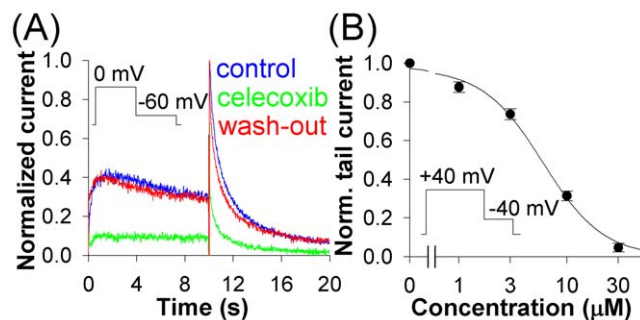 (A)
Normalized current
1.0
0.8
0.6
0.4
0.2
0.0
0 mV
-60 mV
control
celecoxib
wash-out
0 4 8 12 16 20
Time (s)
(B)
Norm. tail current
1.0
0.8
0.6
0.4
0.2
0.0
+40 mV
-40 mV
0 1 3 10 30
Concentration (μM)